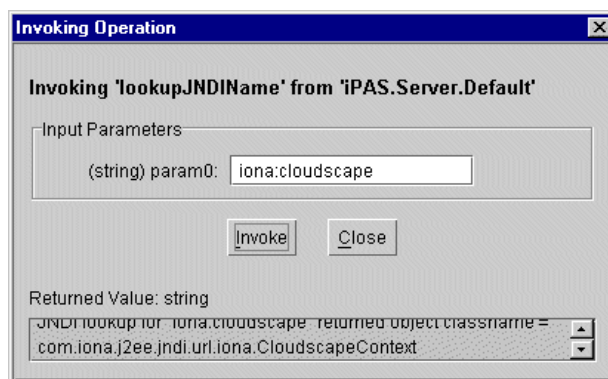 Invoking Operation
Invoking 'lookupJNDIName' from 'iPAS.Server.Default'
Input Parameters
(string) param0: iona:cloudscape
Invoke Close
Returned Value: string
JNDI lookup for 'iona:cloudscape' returned object classname =
com.iona.j2ee.jndi.url.iona.CloudscapeContext